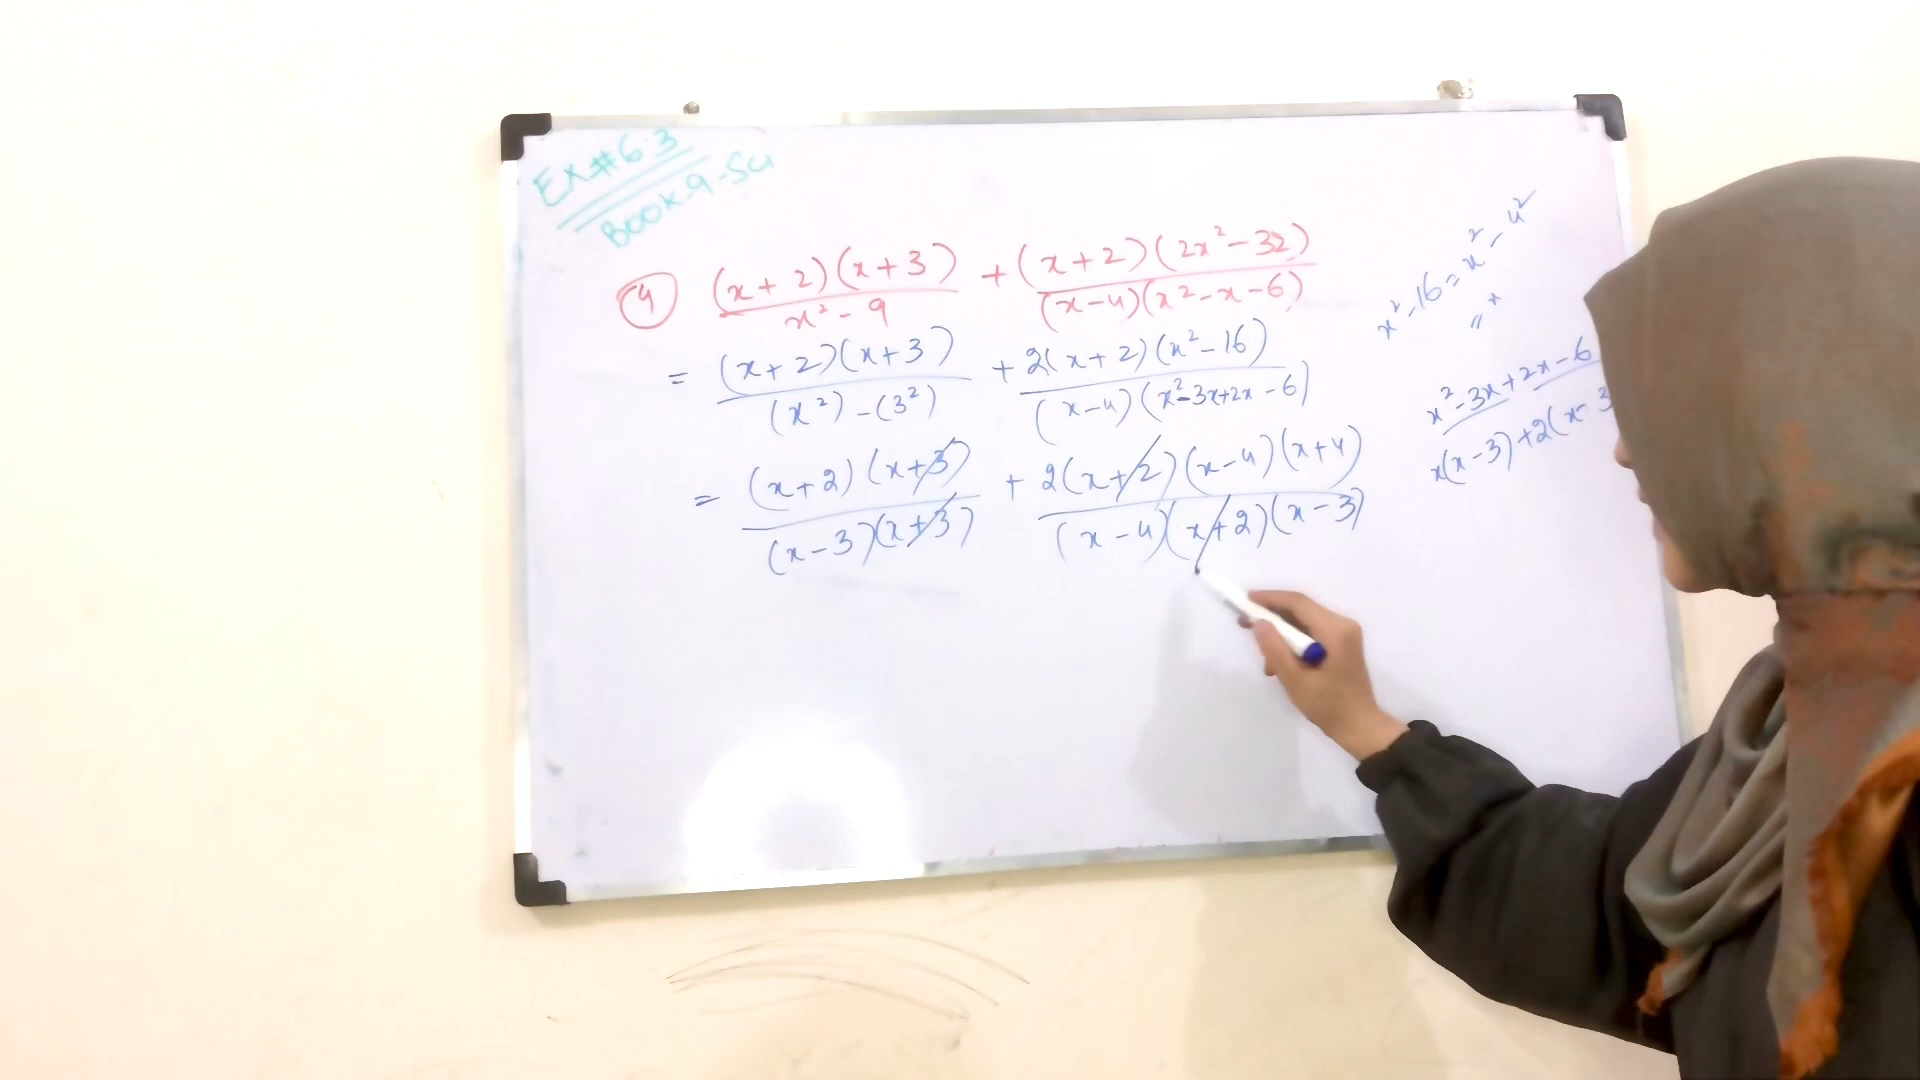 EX#6.3
BOOK-9-Sci
④ (x+2)(x+3)/x²-9 + (x+2)(2x²-32)/(x-4)(x²-x-6)
= (x+2)(x+3)/(x²)-(3²) + 2(x+2)(x²-16)/(x-4)(x²-3x+2x-6)
= (x+2)(x+3)/(x-3)(x+3) + 2(x+2)(x-4)(x+4)/(x-4)(x+2)(x-3)
x²-16=x²-4²
x²-3x+2x-6
x(x-3)+2(x-3